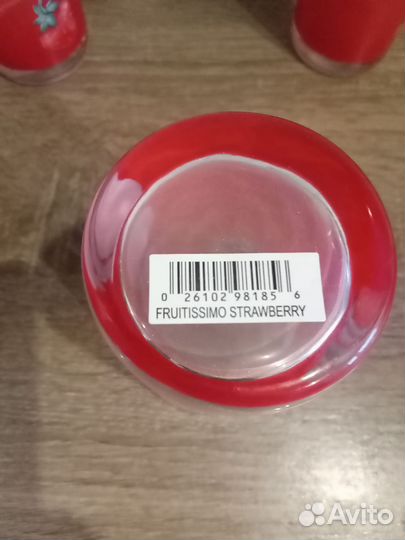 0 26102 98185 6
FRUITISSIMO STRAWBERRY
Avito